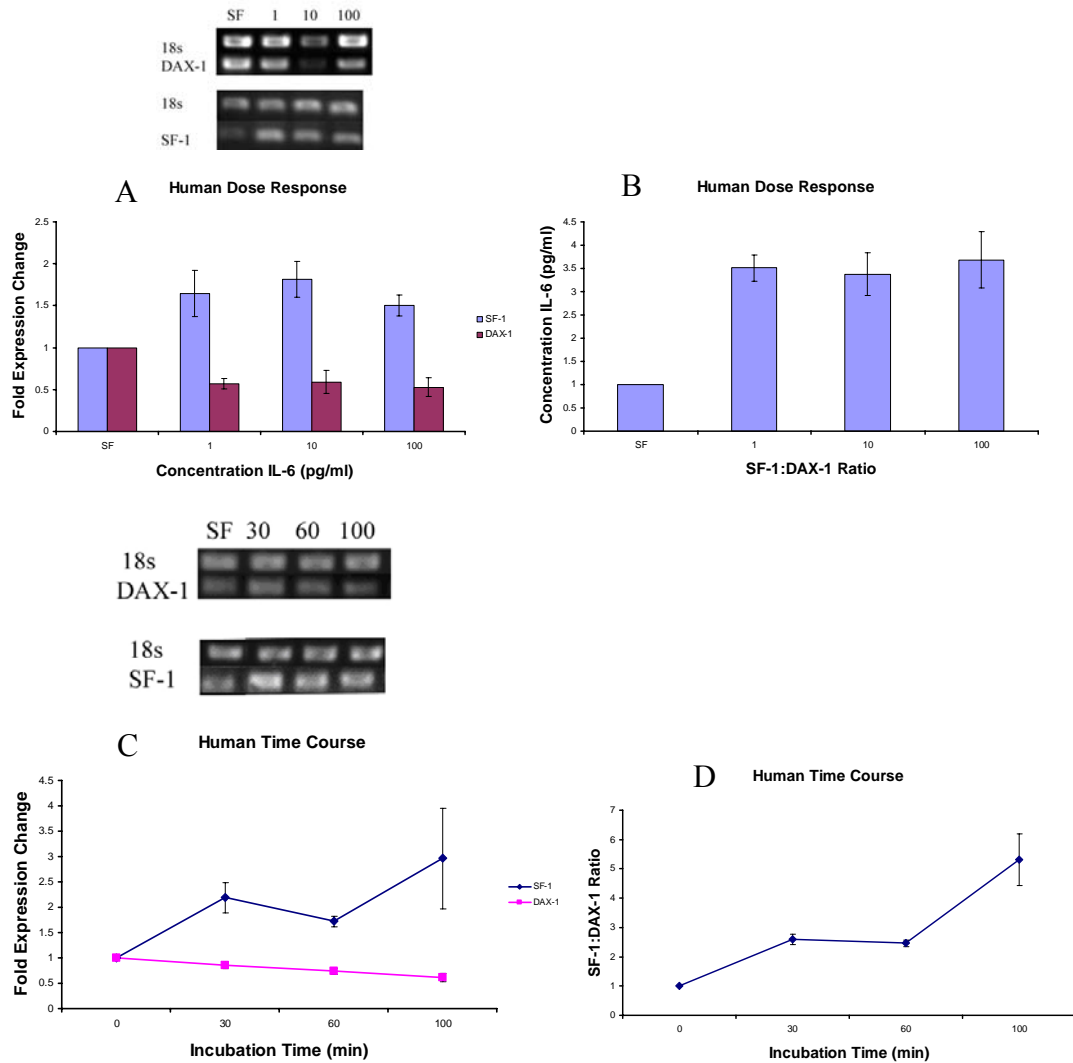 SF 1 10 100
18s
DAX-1
18s
SF-1
A Human Dose Response
Fold Expression Change
2.5
2
1.5
1
0.5
0
SF 1 10 100
Concentration IL-6 (pg/ml)
SF-1
DAX-1
B Human Dose Response
Concentration IL-6 (pg/ml)
4.5
4
3.5
3
2.5
2
1.5
1
0.5
0
SF 1 10 100
SF-1:DAX-1 Ratio
SF 30 60 100
18s
DAX-1
18s
SF-1
C Human Time Course
Fold Expression Change
4.5
4
3.5
3
2.5
2
1.5
1
0.5
0
0 30 60 100
Incubation Time (min)
SF-1
DAX-1
D Human Time Course
SF-1:DAX-1 Ratio
7
6
5
4
3
2
1
0
0 30 60 100
Incubation Time (min)